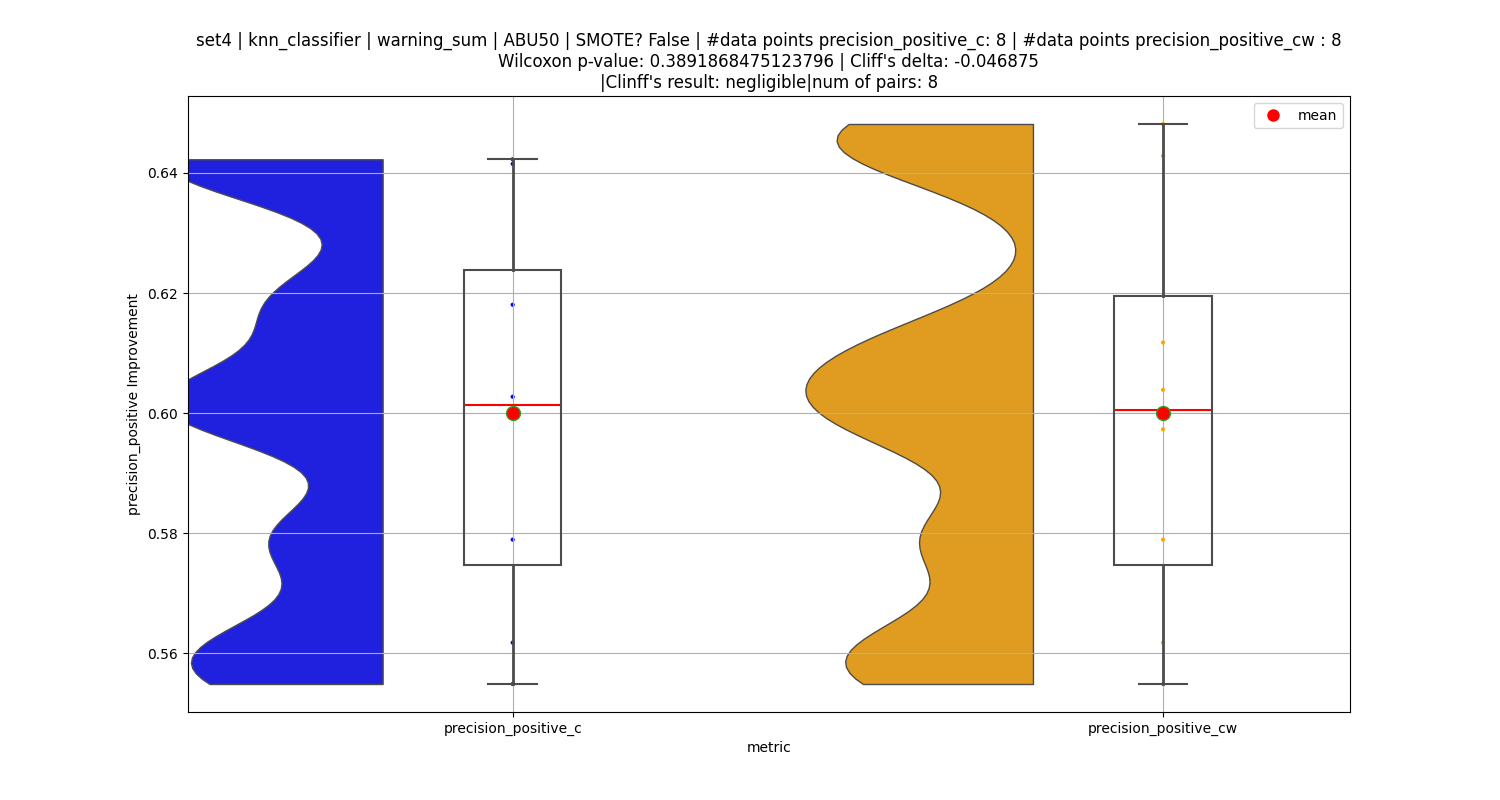 set4 | knn_classifier | warning_sum | ABU50 | SMOTE? False | #data points precision_positive_c: 8 | #data points precision_positive_cw : 8
Wilcoxon p-value: 0.3891868475123796 | Cliff's delta: -0.046875
|Clinff's result: negligible|num of pairs: 8
mean
0.64
0.62
0.60
0.58
0.56
precision_positive Improvement
precision_positive_c
precision_positive_cw
metric